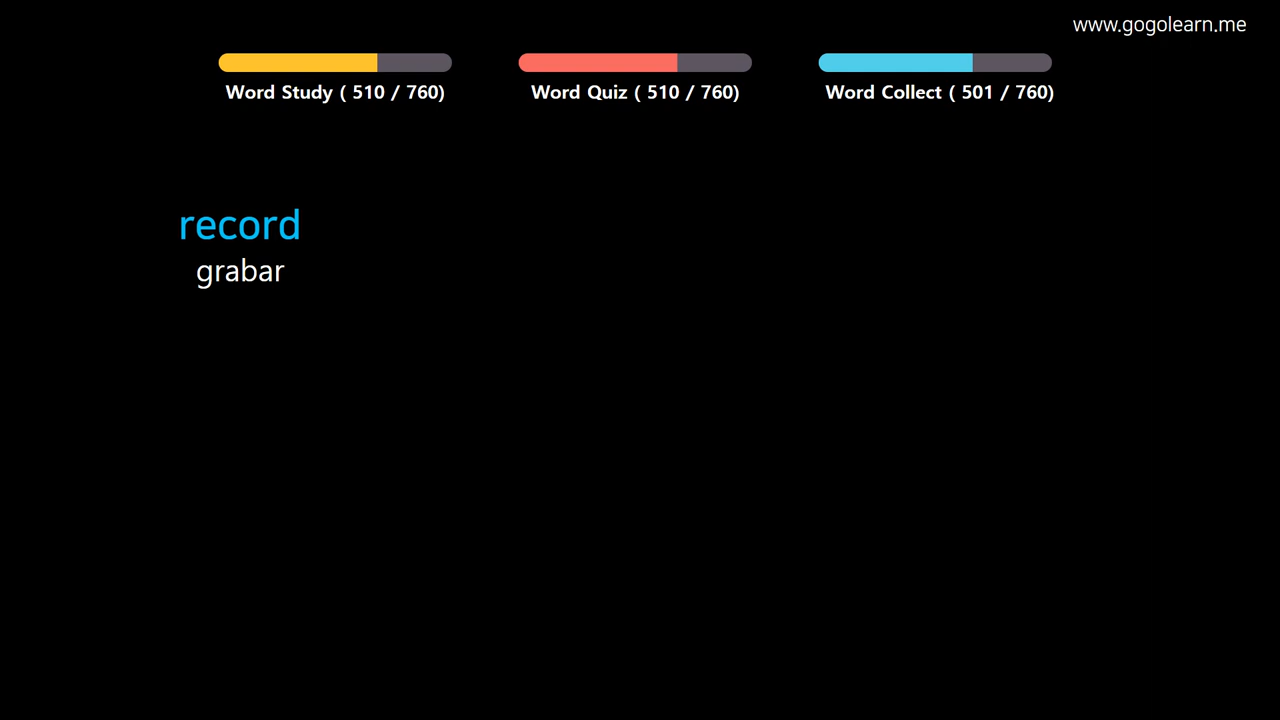 www.gogolearn.me
Word Study ( 510 / 760)
Word Quiz ( 510 / 760)
Word Collect ( 501 / 760)
record
grabar